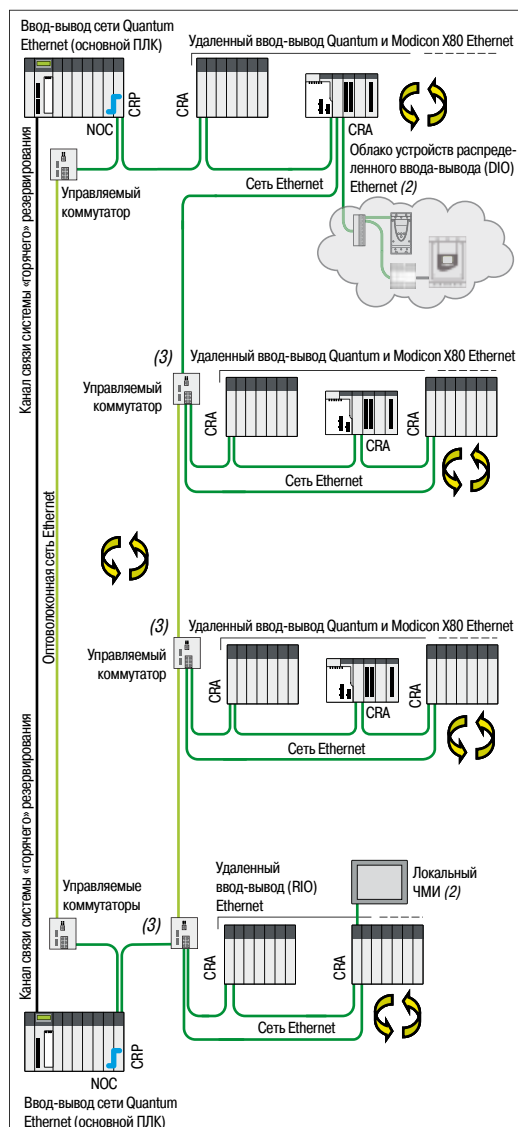 Ввод-вывод сети Quantum
Ethernet (основной ПЛК)
Удаленный ввод-вывод Quantum и Modicon X80 Ethernet
CRP
NOC
CRA
CRA
Облако устройств распреде-
ленного ввода-вывода (DIO)
Ethernet (2)
Управляемый
коммутатор
Сеть Ethernet
Канал связи системы «горячего» резервирования
(3)
Удаленный ввод-вывод Quantum и Modicon X80 Ethernet
Управляемый
коммутатор
CRA
CRA
CRA
Сеть Ethernet
Оптоволоконная сеть Ethernet
(3)
Удаленный ввод-вывод Quantum и Modicon X80 Ethernet
Управляемый
коммутатор
CRA
CRA
CRA
Сеть Ethernet
Канал связи системы «горячего» резервирования
Управляемые
коммутаторы
(3)
Удаленный
ввод-вывод (RIO)
Ethernet
Локальный
ЧМИ (2)
CRA
CRA
Сеть Ethernet
CRP
NOC
Ввод-вывод сети Quantum
Ethernet (основной ПЛК)